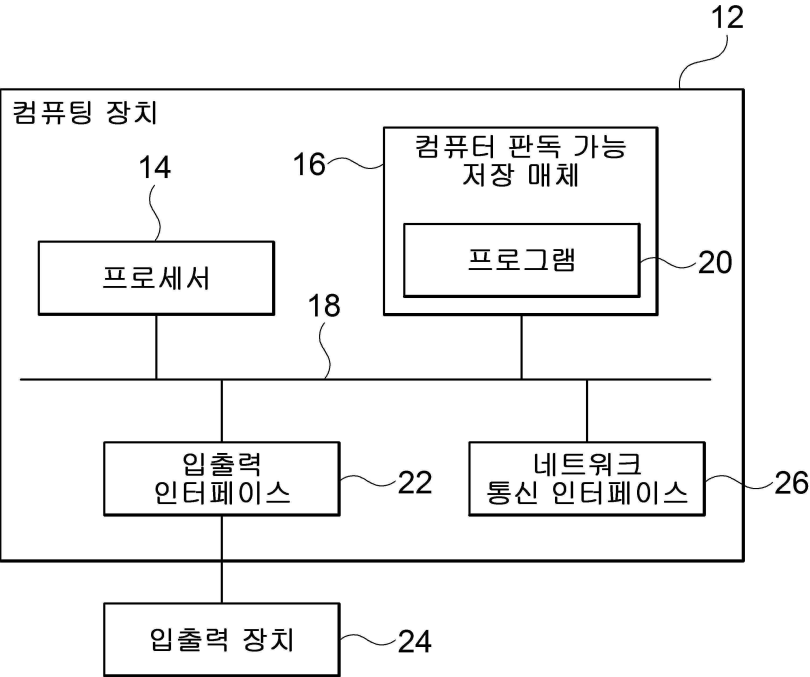 12
컴퓨팅 장치
16
컴퓨터 판독 가능
저장 매체
14
프로세서
프로그램
20
18
입출력
인터페이스
22
네트워크
통신 인터페이스
26
입출력 장치
24